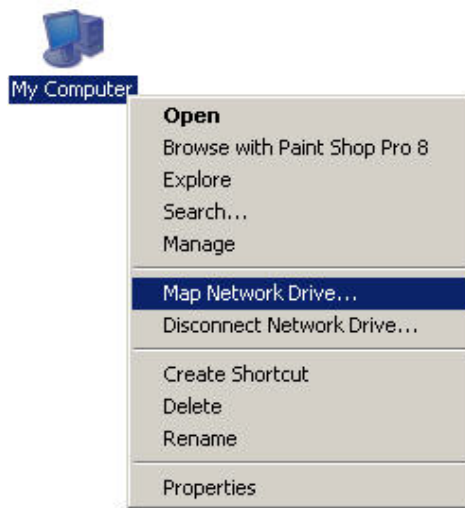 My Computer
Open
Browse with Paint Shop Pro 8
Explore
Search...
Manage
Map Network Drive...
Disconnect Network Drive...
Create Shortcut
Delete
Rename
Properties